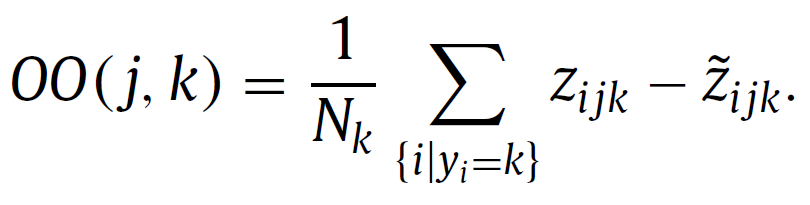 $OO(j, k) = \frac{1}{N_k} \sum_{\{i|y_i=k\}} z_{ijk} - \tilde{z}_{ijk}.$